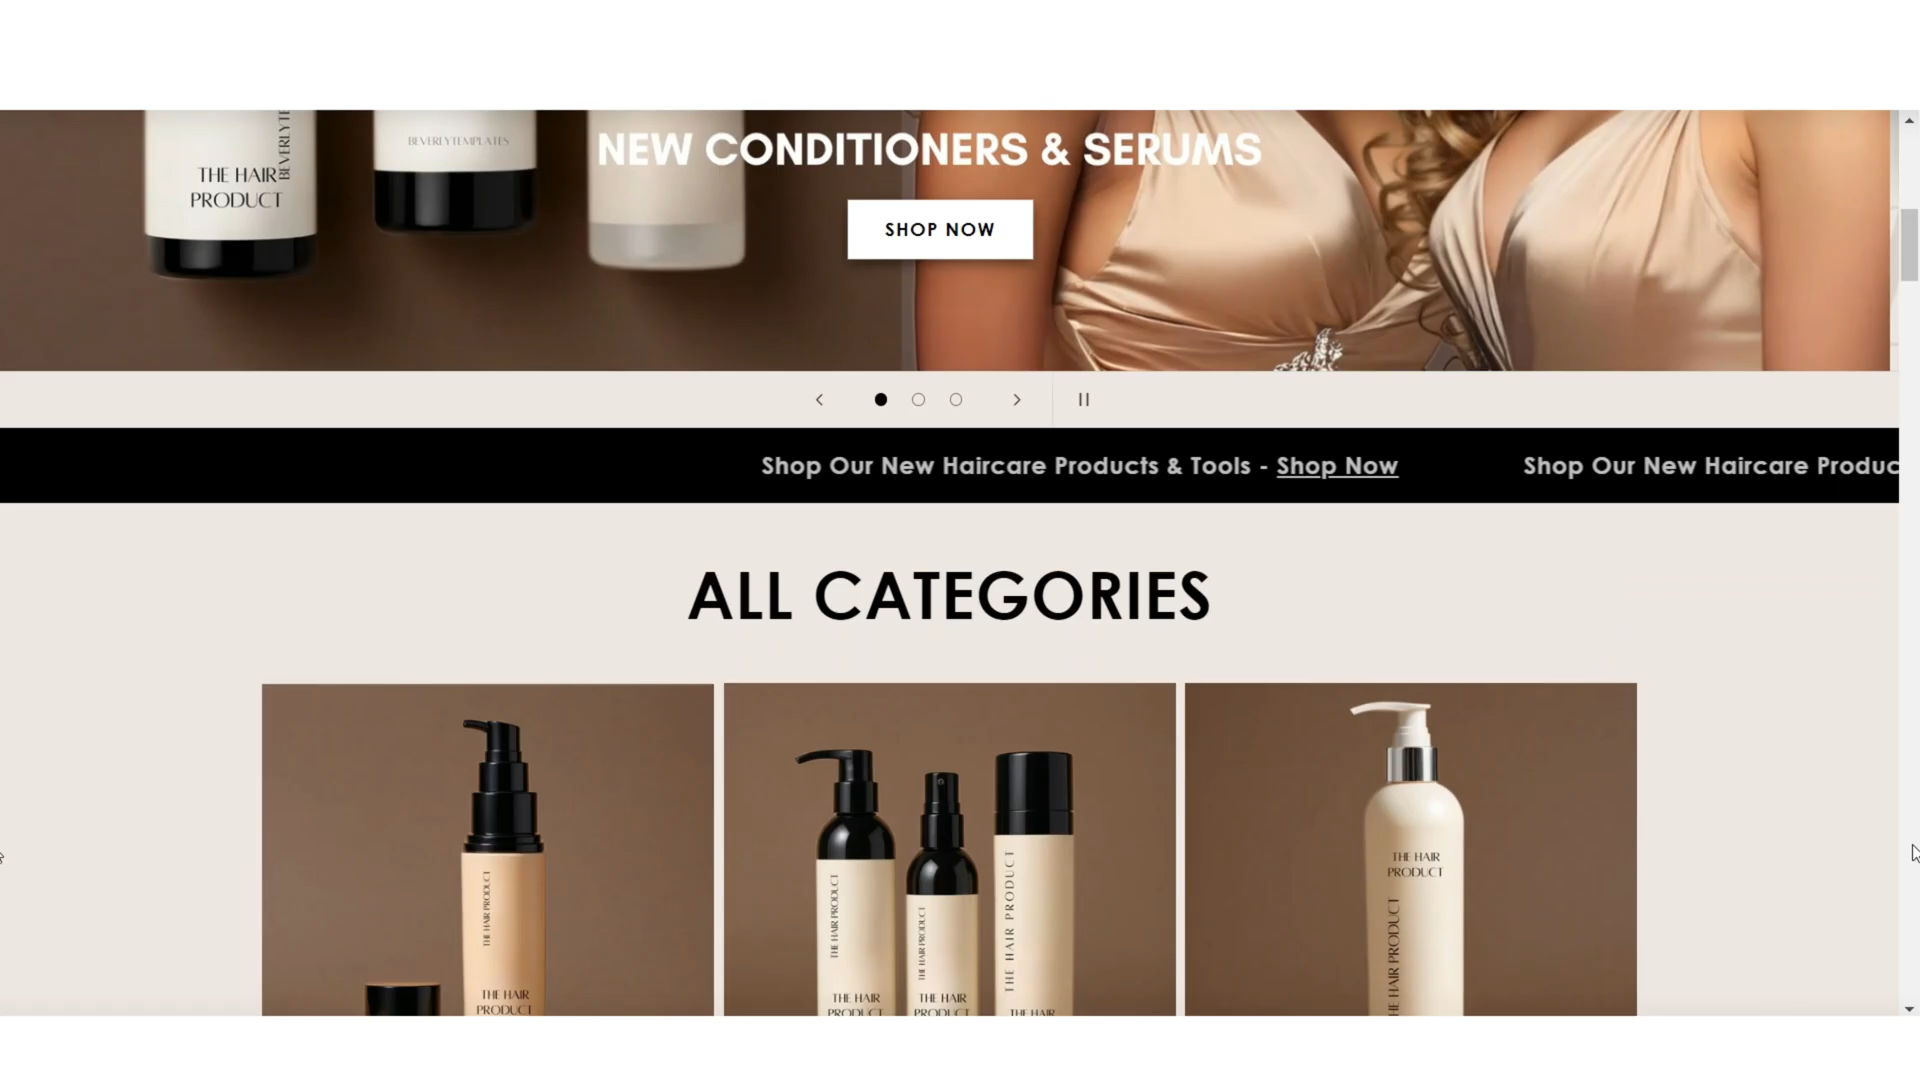 NEW CONDITIONERS & SERUMS
BEVERLYTEMPLATES
THE HAIR
PRODUCT
SHOP NOW
Shop Our New Haircare Products & Tools - Shop Now
Shop Our New Haircare Produc
ALL CATEGORIES
THE HAIR PRODUCT
THE HAIR
PRODUCT
THE HAIR PRODUCT
THE HAIR
PRODUCT
THE HAIR PRODUCT
THE HAIR
PRODUCT
THE HAIR PRODUCT
THE HAIR
THE HAIR
PRODUCT
THE HAIR PRODUCT